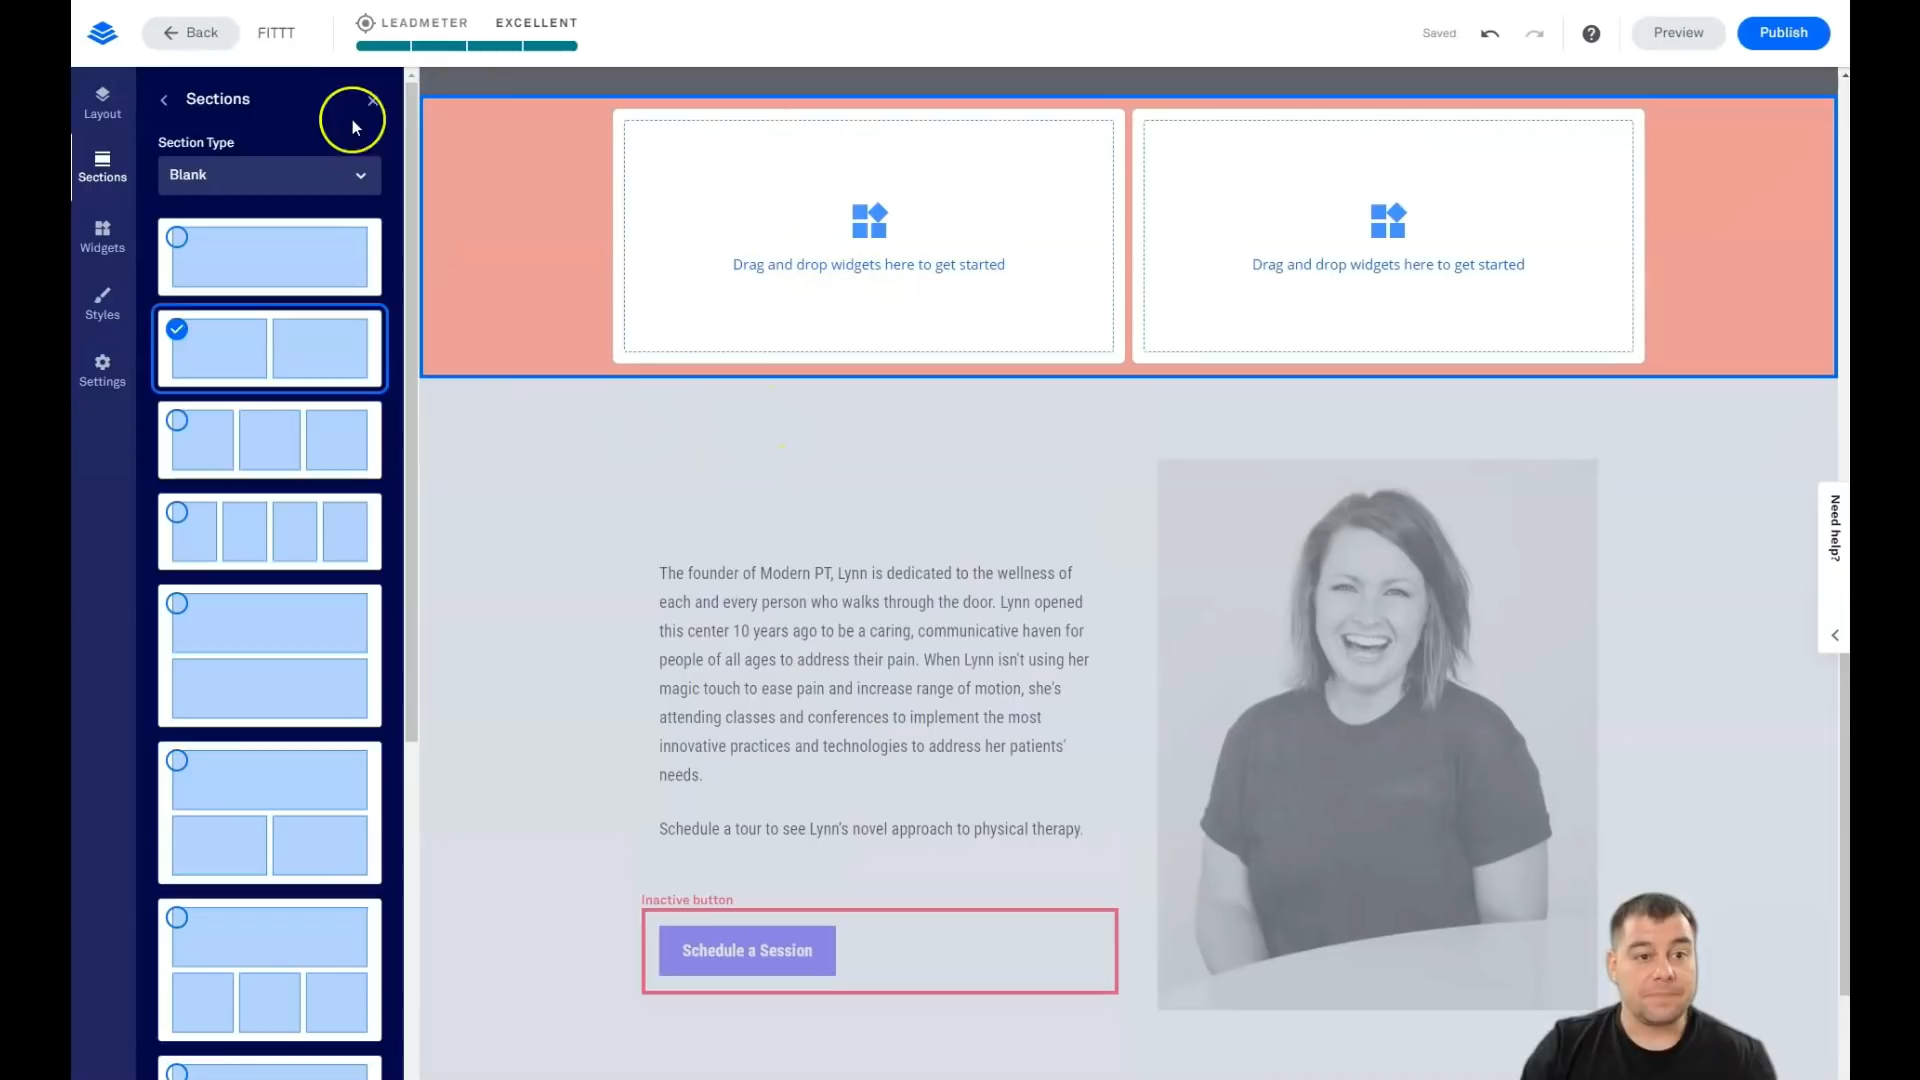 Back
FITTT
LEADMETER EXCELLENT
Saved
Preview
Publish
Layout
Sections
Widgets
Styles
Settings
Sections
Section Type
Blank
Drag and drop widgets here to get started
Drag and drop widgets here to get started
The founder of Modern PT, Lynn is dedicated to the wellness of
each and every person who walks through the door. Lynn opened
this center 10 years ago to be a caring, communicative haven for
people of all ages to address their pain. When Lynn isn't using her
magic touch to ease pain and increase range of motion, she's
attending classes and conferences to implement the most
innovative practices and technologies to address her patients'
needs.
Schedule a tour to see Lynn's novel approach to physical therapy.
Inactive button
Schedule a Session
Need help?